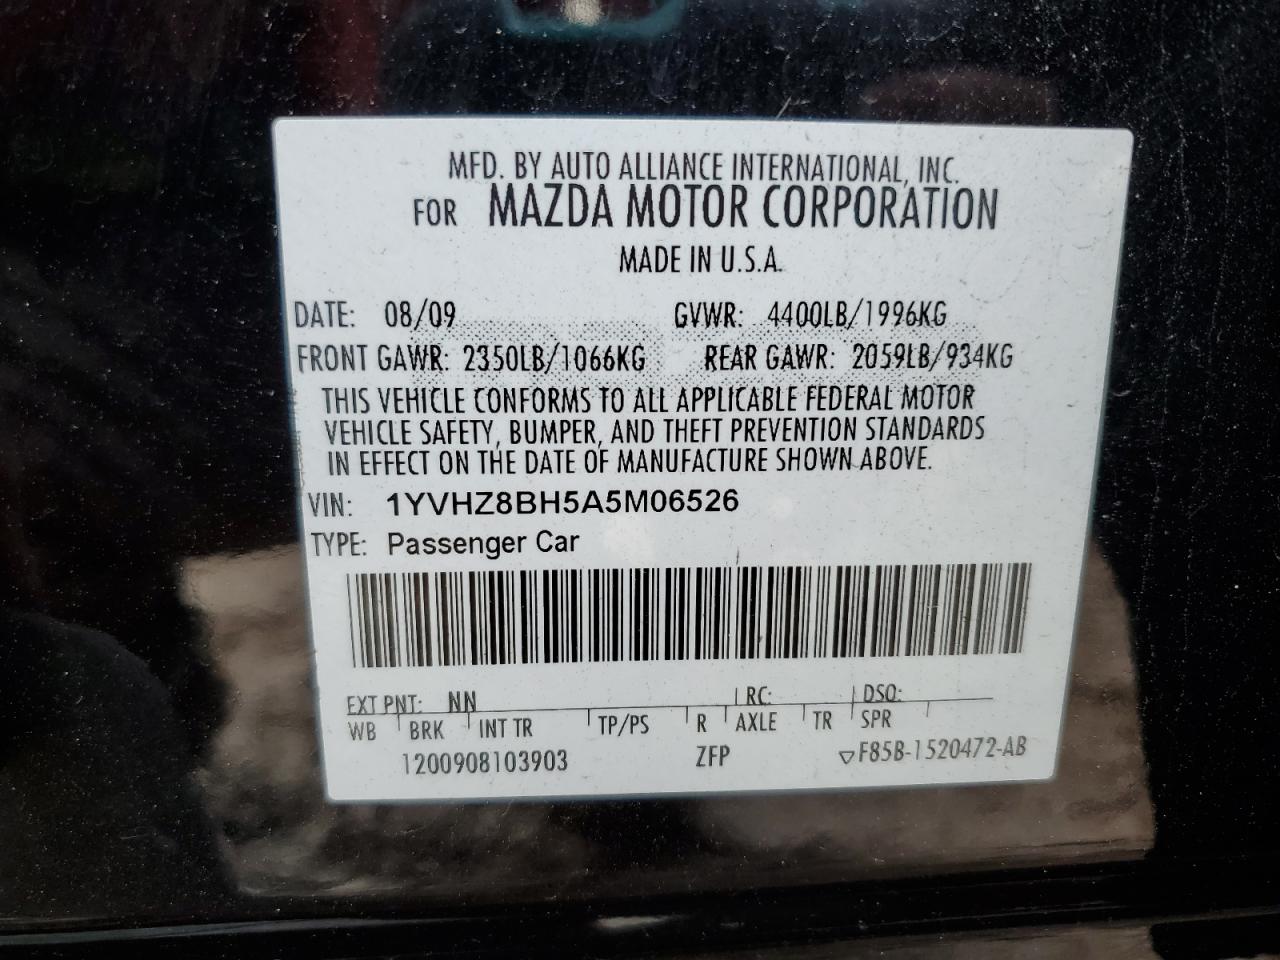 MFD. BY AUTO ALLIANCE INTERNATIONAL, INC.
FOR MAZDA MOTOR CORPORATION
MADE IN U.S.A.
DATE: 08/09 GVWR: 4400LB/1996KG
FRONT GAWR: 2350LB/1066KG REAR GAWR: 2059LB/934KG
THIS VEHICLE CONFORMS TO ALL APPLICABLE FEDERAL MOTOR
VEHICLE SAFETY, BUMPER, AND THEFT PREVENTION STANDARDS
IN EFFECT ON THE DATE OF MANUFACTURE SHOWN ABOVE.
VIN: 1YVHZ8BH5A5M06526
TYPE: Passenger Car
EXT PNT: NN RC: DSO:
WB BRK INT TR TP/PS R AXLE TR SPR
1200908103903 ZFP ▽F85B-1520472-AB